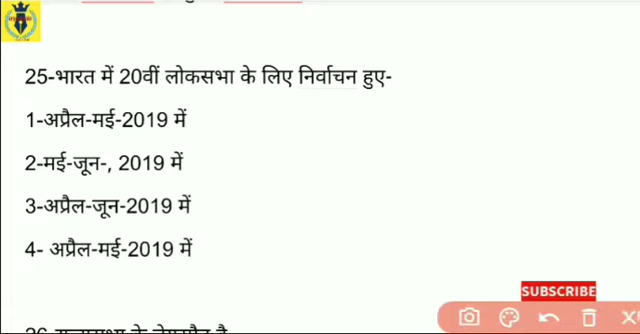 25-भारत में 20वीं लोकसभा के लिए निर्वाचन हुए-
1-अप्रैल-मई-2019 में
2-मई-जून-, 2019 में
3-अप्रैल-जून-2019 में
4- अप्रैल-मई-2019 में
SUBSCRIBE